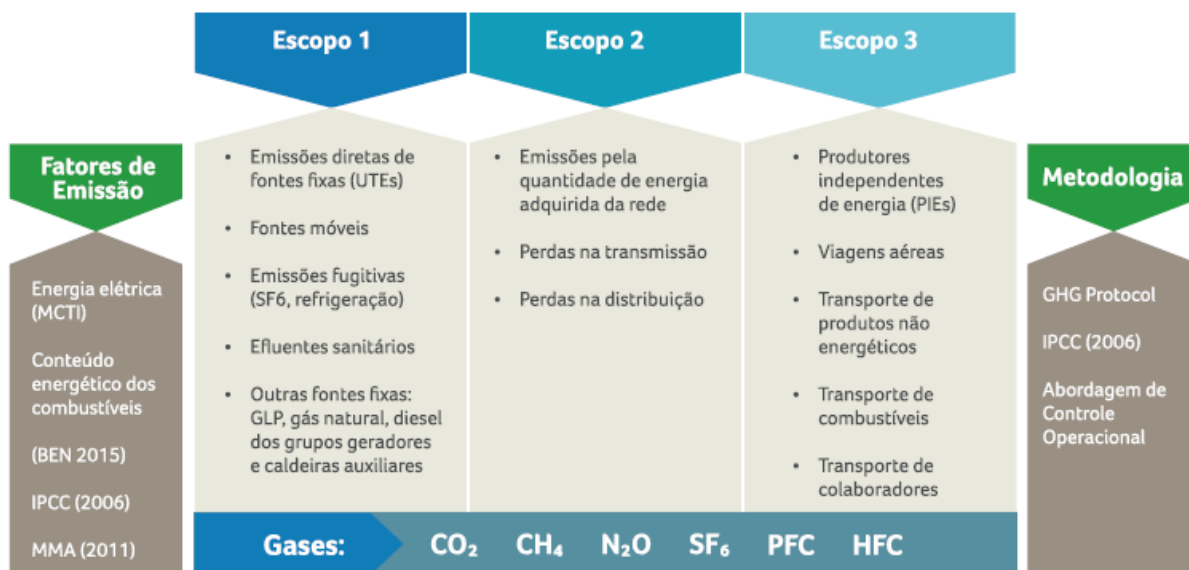 Escopo 1
Escopo 2
Escopo 3
Fatores de
Emissão
Energia elétrica
(MCTI)
Conteúdo
energético dos
combustíveis
(BEN 2015)
IPCC (2006)
MMA (2011)
• Emissões diretas de
fontes fixas (UTEs)
• Fontes móveis
• Emissões fugitivas
(SF6, refrigeração)
• Efluentes sanitários
• Outras fontes fixas:
GLP, gás natural, diesel
dos grupos geradores
e caldeiras auxiliares
• Emissões pela
quantidade de energia
adquirida da rede
• Perdas na transmissão
• Perdas na distribuição
• Produtores
independentes
de energia (PIEs)
• Viagens aéreas
• Transporte de
produtos não
energéticos
• Transporte de
combustíveis
• Transporte de
colaboradores
Metodologia
GHG Protocol
IPCC (2006)
Abordagem de
Controle
Operacional
Gases: CO₂ CH₄ N₂O SF₆ PFC HFC